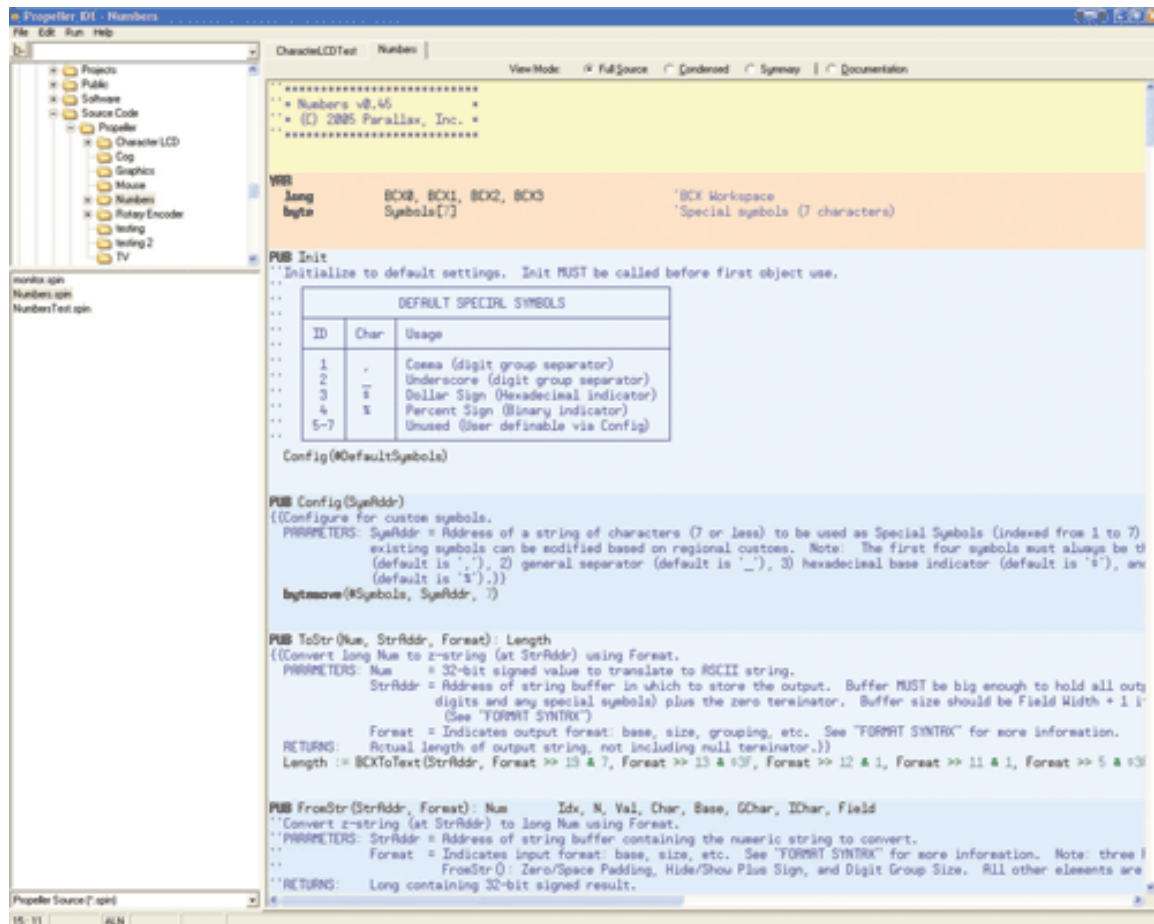 Propeller IDE - Numbers
File Edit Run Help
CharacterLCDTest Numbers
View Mode: Full Source Condensed Summary Documentation
Projects
Public
Software
Source Code
Propeller
Character LCD
Cog
Graphics
Mouse
Numbers
Rotary Encoder
testing
testing 2
TV
monitor.spin
Numbers.spin
NumbersTest.spin
''***************************
''* Numbers v0.45 *
''* (C) 2005 Parallax, Inc. *
''***************************
VAR
long BCX0, BCX1, BCX2, BCX3 'BCX Workspace
byte Symbols[7] 'Special symbols (7 characters)
PUB Init
''Initialize to default settings. Init MUST be called before first object use.
DEFAULT SPECIAL SYMBOLS
ID Char Usage
1 , Comma (digit group separator)
2 _ Underscore (digit group separator)
3 $ Dollar Sign (Hexadecimal indicator)
4 % Percent Sign (Binary indicator)
5-7 Unused (User definable via Config)
Config(@DefaultSymbols)
PUB Config(SymAddr)
{{Configure for custom symbols.
PARAMETERS: SymAddr = Address of a string of characters (7 or less) to be used as Special Symbols (indexed from 1 to 7)
existing symbols can be modified based on regional customs. Note: The first four symbols must always be th
(default is ','), 2) general separator (default is '_'), 3) hexadecimal base indicator (default is '$'), and
(default is '%').}}
bytemove(@Symbols, SymAddr, 7)
PUB ToStr(Num, StrAddr, Format): Length
{{Convert long Num to z-string (at StrAddr) using Format.
PARAMETERS: Num = 32-bit signed value to translate to ASCII string.
StrAddr = Address of string buffer in which to store the output. Buffer MUST be big enough to hold all outp
digits and any special symbols) plus the zero terminator. Buffer size should be Field Width + 1 i
(See "FORMAT SYNTAX")
Format = Indicates output format: base, size, grouping, etc. See "FORMAT SYNTAX" for more information.
RETURNS: Actual length of output string, not including null terminator.}}
Length := BCXToText(StrAddr, Format >> 19 & 7, Format >> 13 & $3F, Format >> 12 & 1, Format >> 11 & 1, Format >> 5 & $3F
PUB FromStr(StrAddr, Format): Num Idx, N, Val, Char, Base, GChar, IChar, Field
''Convert z-string (at StrAddr) to long Num using Format.
''PARAMETERS: StrAddr = Address of string buffer containing the numeric string to convert.
'' Format = Indicates input format: base, size, etc. See "FORMAT SYNTAX" for more information. Note: three
'' FromStr(): Zero/Space Padding, Hide/Show Plus Sign, and Digit Group Size. All other elements are
''RETURNS: Long containing 32-bit signed result.
Propeller Source (*.spin)
15: 11 ALN